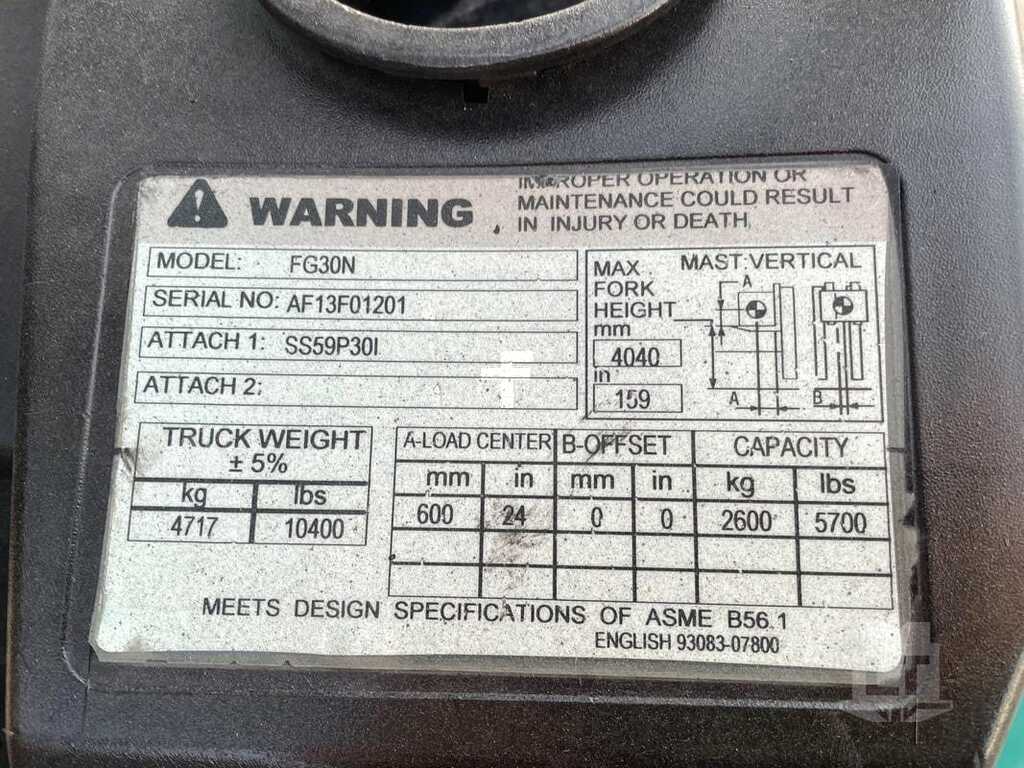 WARNING
IMPROPER OPERATION OR
MAINTENANCE COULD RESULT
IN INJURY OR DEATH
MODEL: FG30N
SERIAL NO: AF13F01201
ATTACH 1: SS59P30I
ATTACH 2:
MAX FORK HEIGHT
MAST:VERTICAL
mm
4040
in
159
A
A
B
TRUCK WEIGHT
± 5%
kg lbs
4717 10400
A-LOAD CENTER B-OFFSET CAPACITY
mm in mm in kg lbs
600 24 0 0 2600 5700
MEETS DESIGN SPECIFICATIONS OF ASME B56.1
ENGLISH 93083-07800